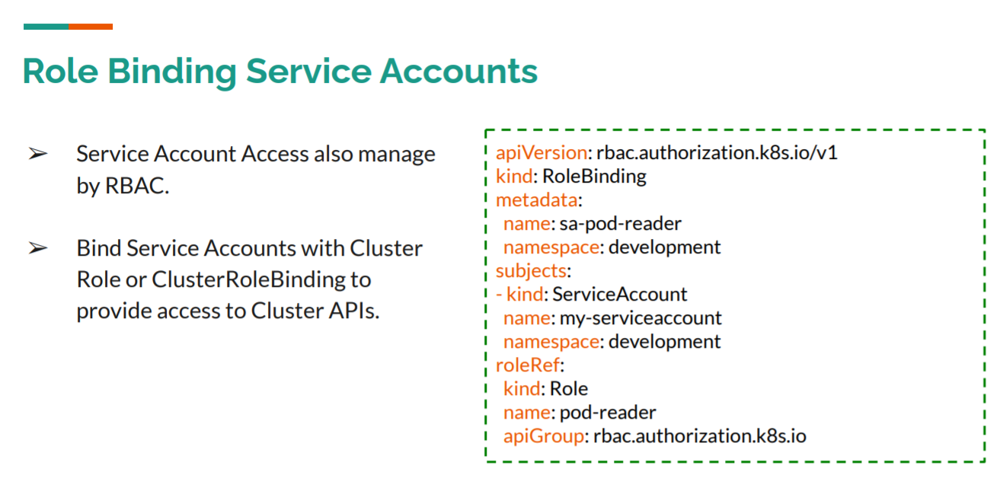 Role Binding Service Accounts
➢ Service Account Access also manage
by RBAC.
➢ Bind Service Accounts with Cluster
Role or ClusterRoleBinding to
provide access to Cluster APIs.
apiVersion: rbac.authorization.k8s.io/v1
kind: RoleBinding
metadata:
  name: sa-pod-reader
  namespace: development
subjects:
- kind: ServiceAccount
  name: my-serviceaccount
  namespace: development
roleRef:
  kind: Role
  name: pod-reader
  apiGroup: rbac.authorization.k8s.io